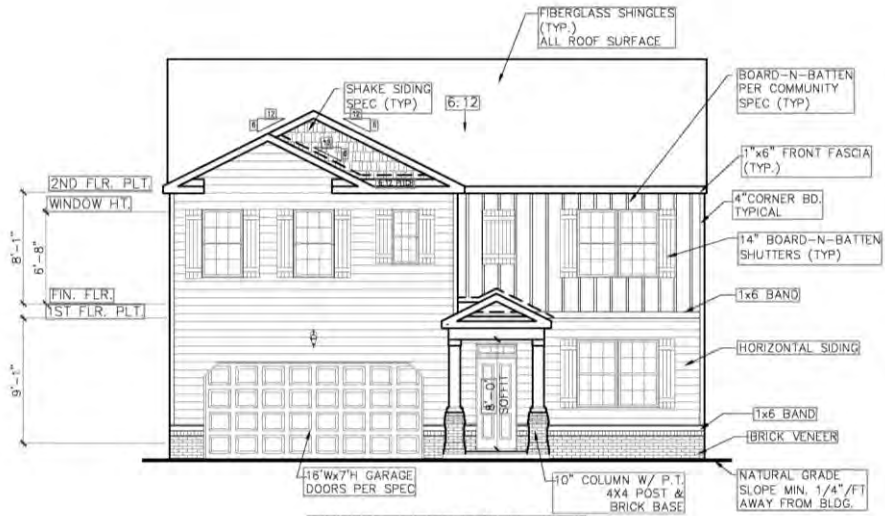 FIBERGLASS SHINGLES
(TYP.)
ALL ROOF SURFACE
SHAKE SIDING
SPEC (TYP)
6:12
12
12
8
8
BOARD-N-BATTEN
PER COMMUNITY
SPEC (TYP)
1"x6" FRONT FASCIA
(TYP.)
2ND FLR. PLT.
WINDOW HT.
4"CORNER BD.
TYPICAL
8'-1"
6'-8"
14" BOARD-N-BATTEN
SHUTTERS (TYP)
FIN. FLR.
1ST FLR. PLT.
1x6 BAND
HORIZONTAL SIDING
9'-1"
8'-0"
SOFFIT
1x6 BAND
BRICK VENEER
16'Wx7'H GARAGE
DOORS PER SPEC
10" COLUMN W/ P.T.
4X4 POST &
BRICK BASE
NATURAL GRADE
SLOPE MIN. 1/4"/FT
AWAY FROM BLDG.